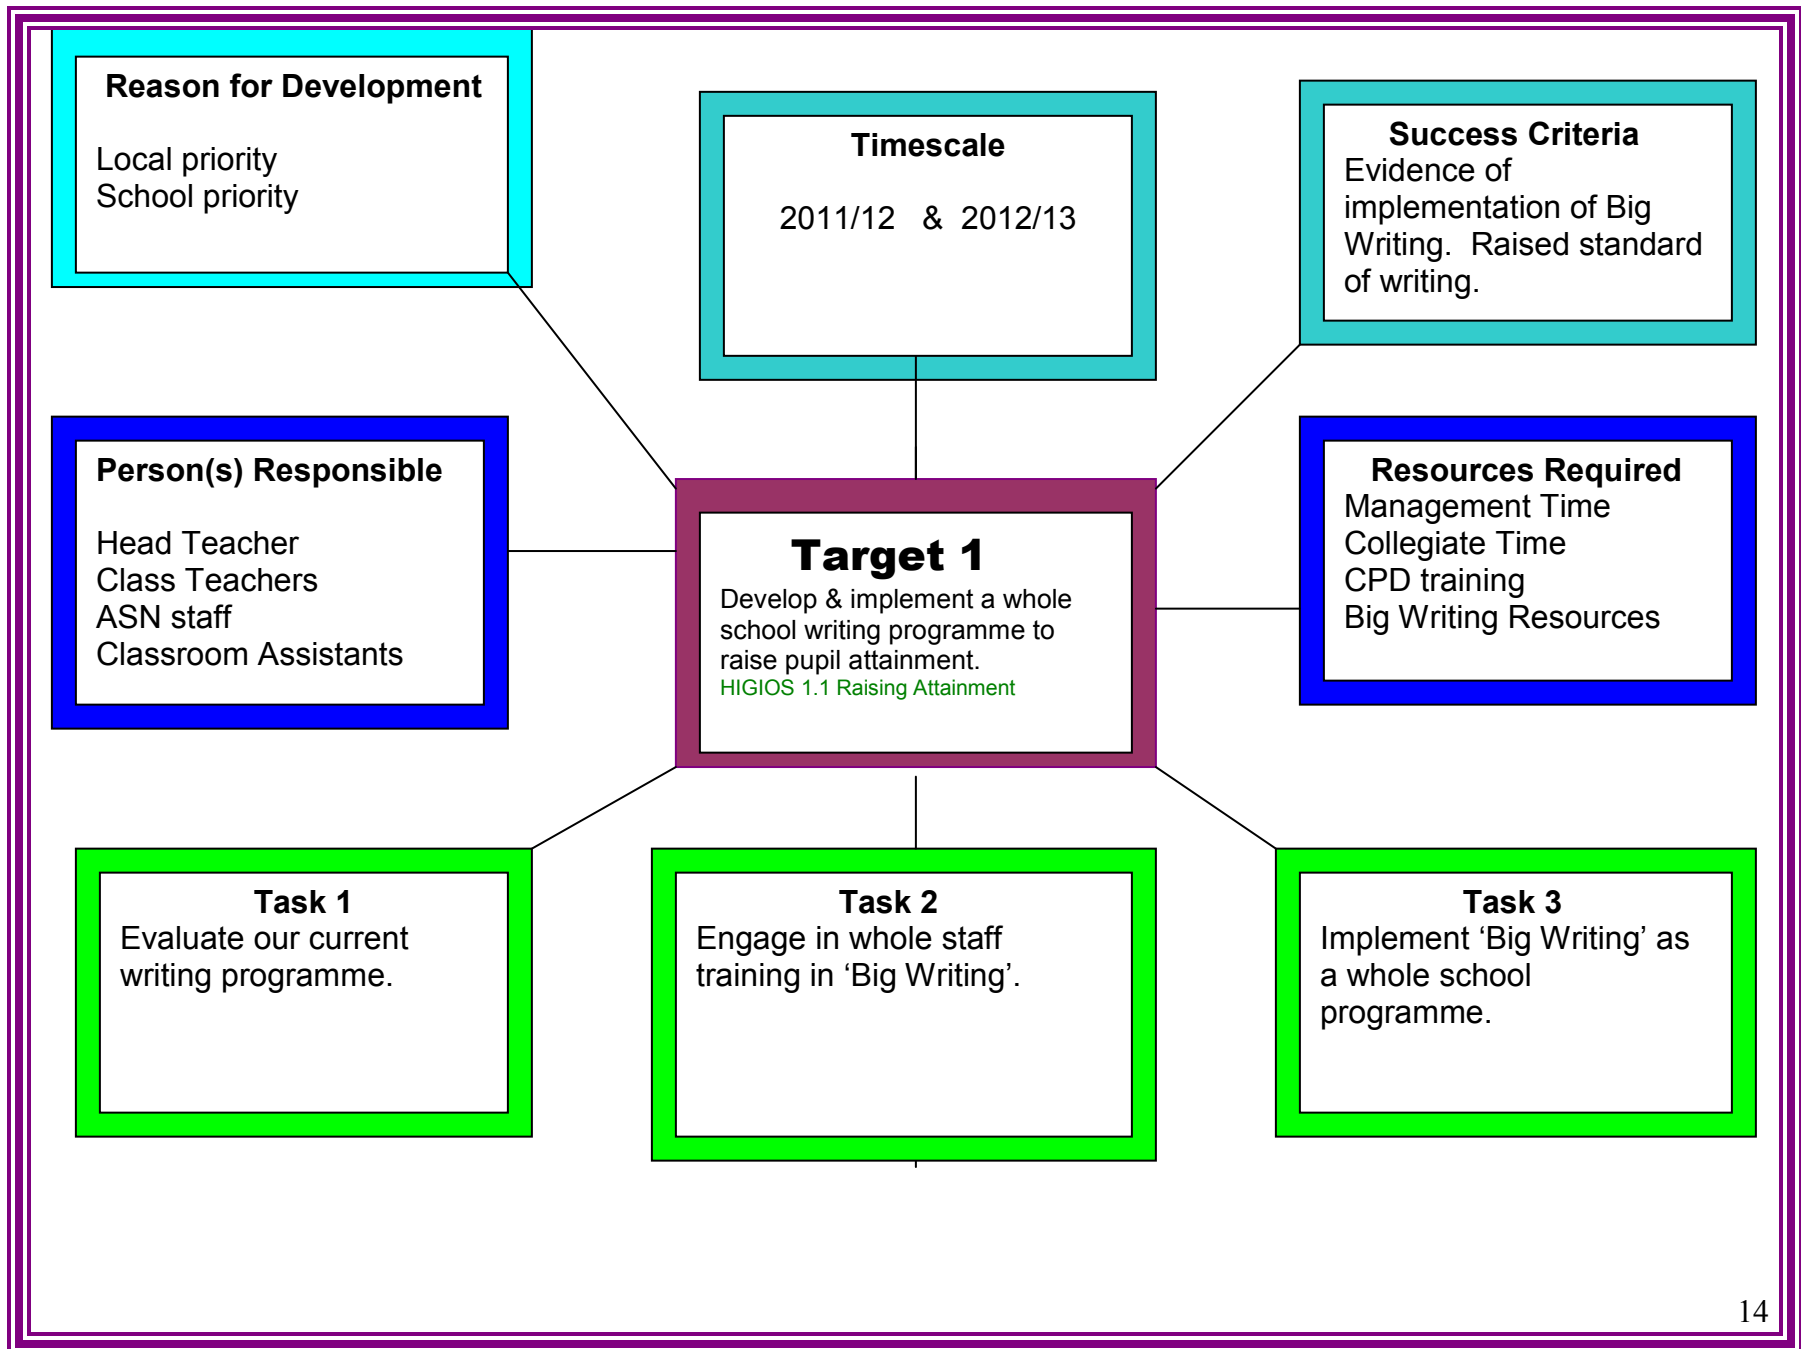 Reason for Development
Local priority
School priority
Timescale
2011/12 & 2012/13
Success Criteria
Evidence of
implementation of Big
Writing. Raised standard
of writing.
Person(s) Responsible
Head Teacher
Class Teachers
ASN staff
Classroom Assistants
Target 1
Develop & implement a whole
school writing programme to
raise pupil attainment.
HIGIOS 1.1 Raising Attainment
Resources Required
Management Time
Collegiate Time
CPD training
Big Writing Resources
Task 1
Evaluate our current
writing programme.
Task 2
Engage in whole staff
training in ‘Big Writing’.
Task 3
Implement ‘Big Writing’ as
a whole school
programme.
14